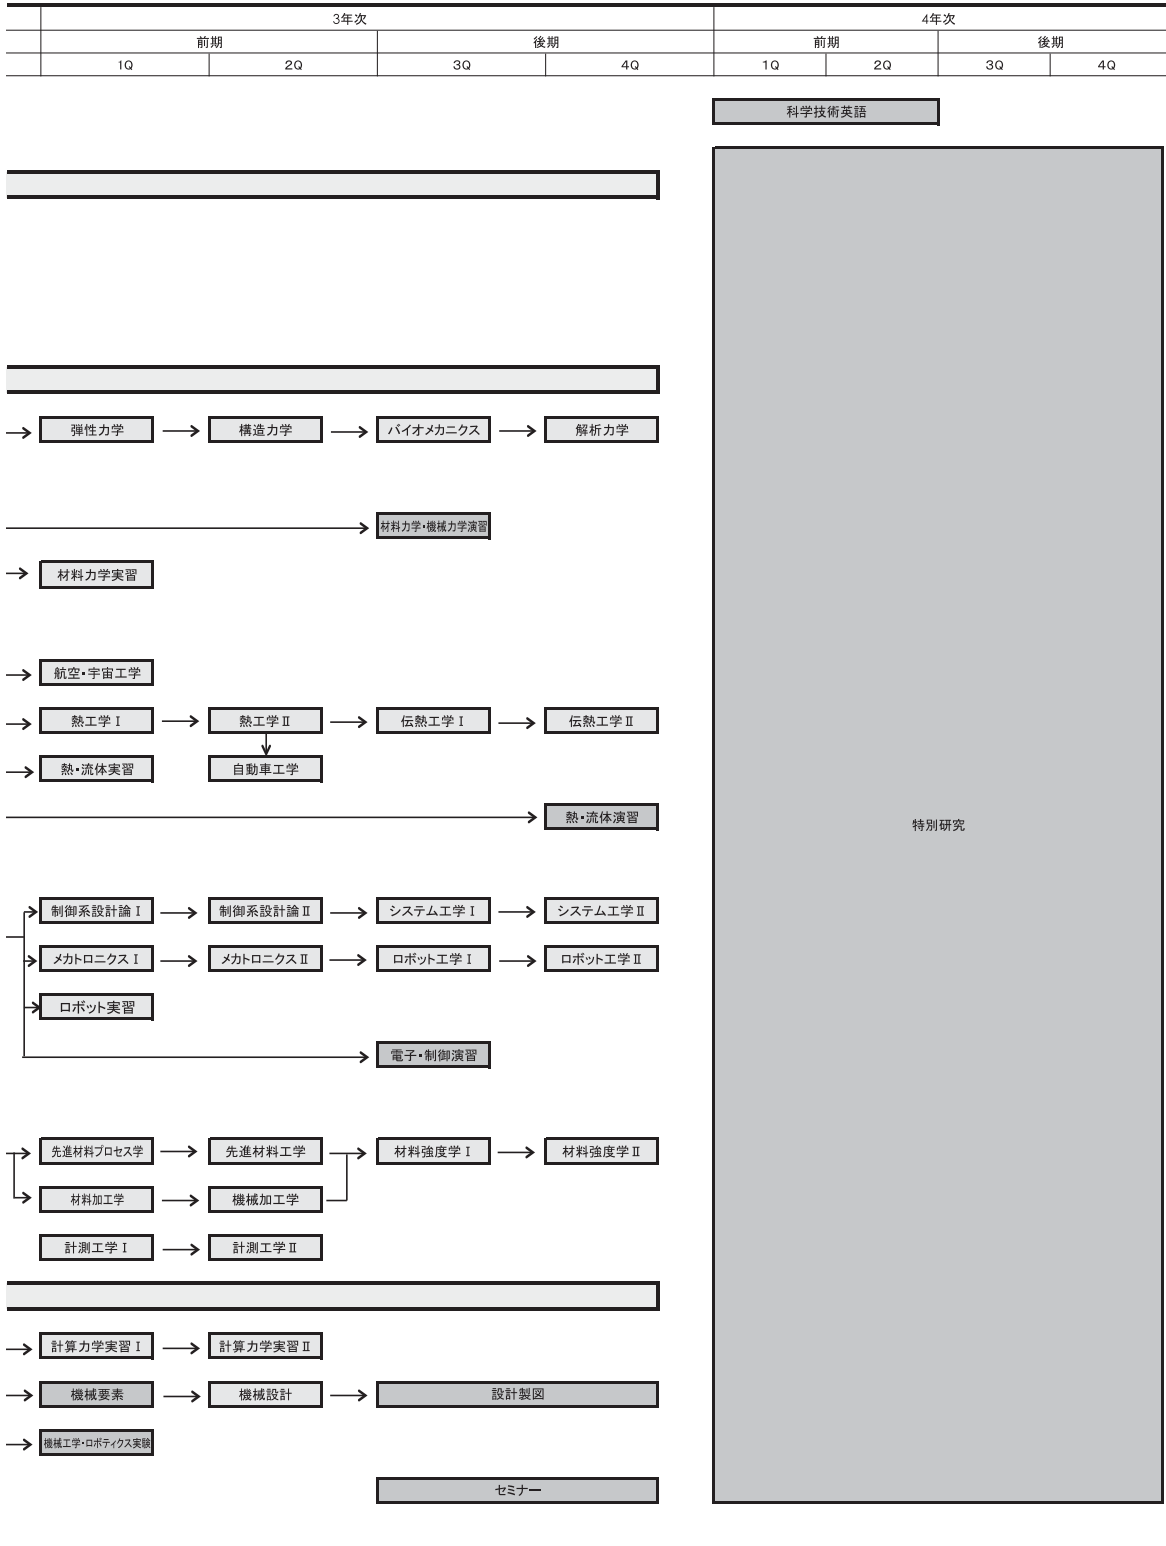 3年次 4年次
前期 後期 前期 後期
1Q 2Q 3Q 4Q 1Q 2Q 3Q 4Q
科学技術英語
弾性力学 構造力学 バイオメカニクス 解析力学
材料力学・機械力学演習
材料力学実習
航空・宇宙工学
熱工学Ⅰ 熱工学Ⅱ 伝熱工学Ⅰ 伝熱工学Ⅱ
熱・流体実習 自動車工学
熱・流体演習
特別研究
制御系設計論Ⅰ 制御系設計論Ⅱ システム工学Ⅰ システム工学Ⅱ
メカトロニクスⅠ メカトロニクスⅡ ロボット工学Ⅰ ロボット工学Ⅱ
ロボット実習
電子・制御演習
先進材料プロセス学 先進材料工学 材料強度学Ⅰ 材料強度学Ⅱ
材料加工学 機械加工学
計測工学Ⅰ 計測工学Ⅱ
計算力学実習Ⅰ 計算力学実習Ⅱ
機械要素 機械設計 設計製図
機械工学・ロボティクス実験
セミナー